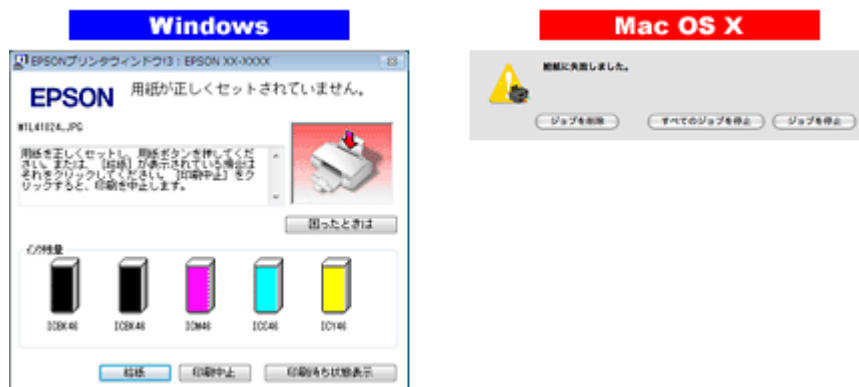 Windows
Mac OS X
EPSONプリンタウィンドウ!3 : EPSON XX-XXXX
EPSON
用紙が正しくセットされていません。
M1L41024.JPG
用紙を正しくセットし、用紙ボタンを押してくだ
さい。または、［給紙］が表示されている場合は
それをクリックしてください。［印刷中止］をク
リックすると、印刷を中止します。
困ったときは
インク残量
ICBK46
ICBK46
ICM46
ICC46
ICY46
給紙
印刷中止
印刷待ち状態表示
給紙に失敗しました。
ジョブを削除
すべてのジョブを停止
ジョブを停止